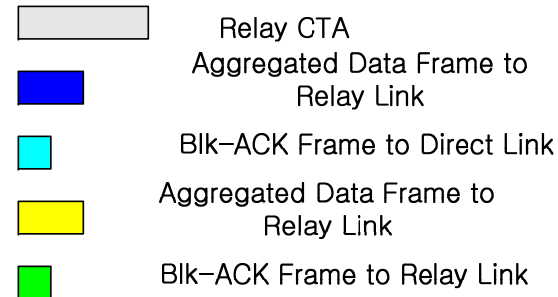 Relay CTA
Aggregated Data Frame to
Relay Link
Blk-ACK Frame to Direct Link
Aggregated Data Frame to
Relay Link
Blk-ACK Frame to Relay Link